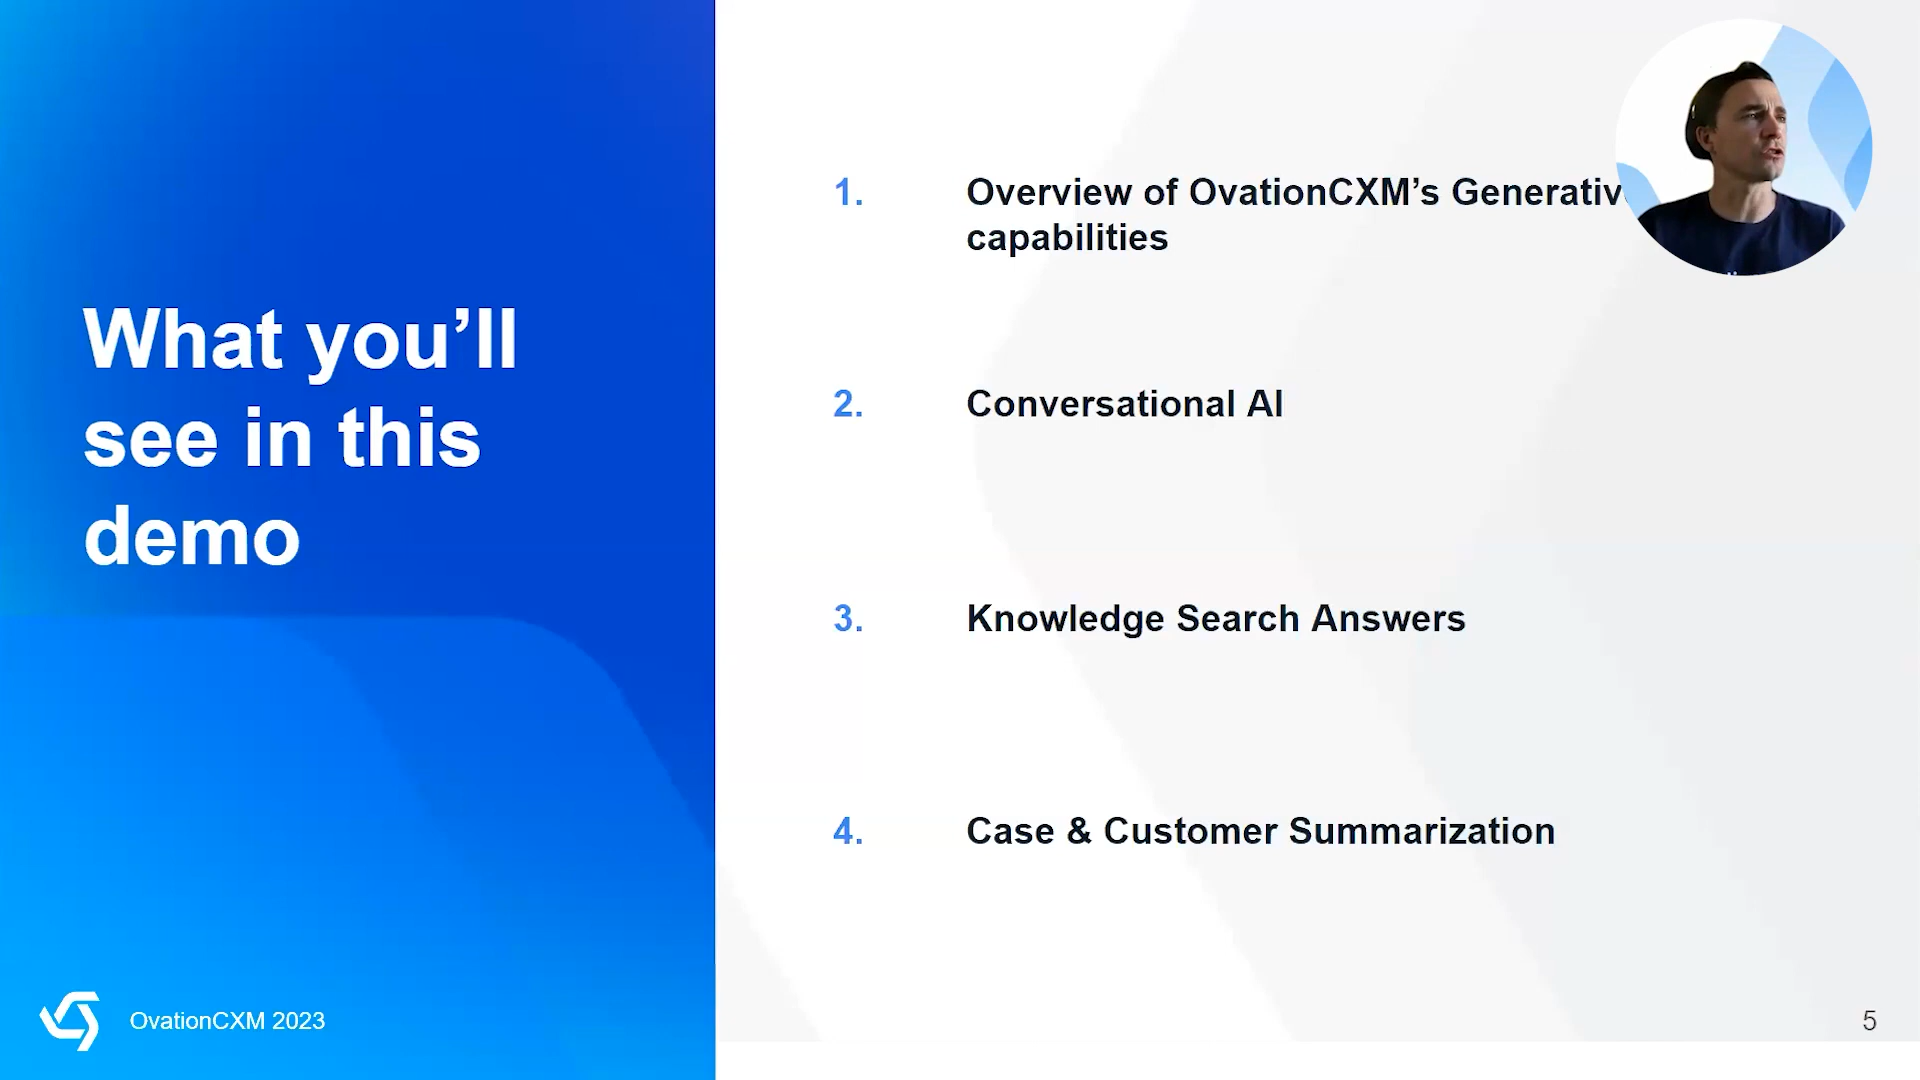 What you’ll
see in this
demo
1. Overview of OvationCXM’s
capabilities
2. Conversational AI
3. Knowledge Search Answers
4. Case & Customer Summarization
OvationCXM 2023
5